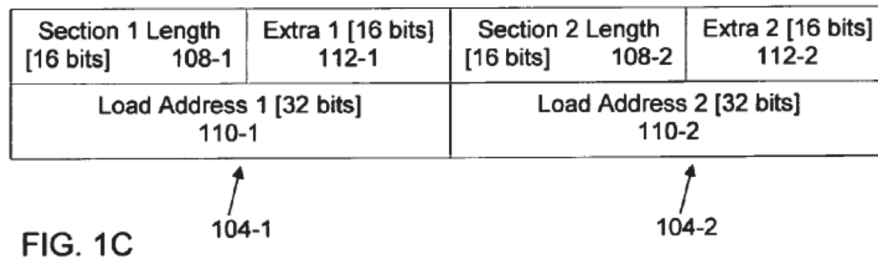 Section 1 Length Extra 1 [16 bits] Section 2 Length Extra 2 [16 bits]
[16 bits] 108-1 112-1 [16 bits] 108-2 112-2
Load Address 1 [32 bits] Load Address 2 [32 bits]
110-1 110-2
104-1 104-2
FIG. 1C